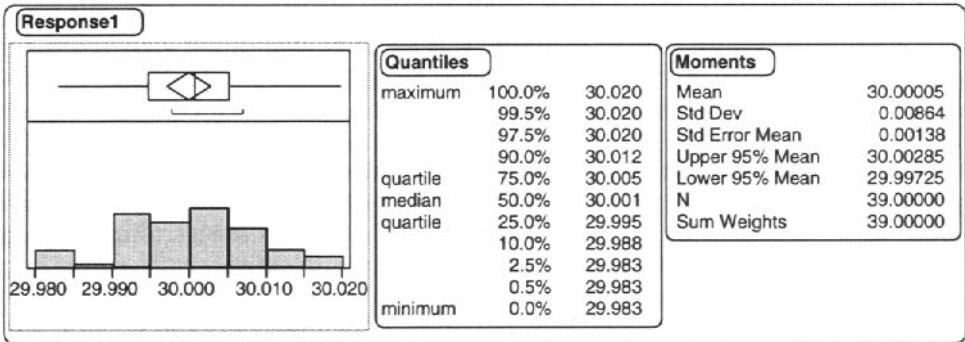 Response1
29.980 29.990 30.000 30.010 30.020
Quantiles
maximum 100.0% 30.020
99.5% 30.020
97.5% 30.020
90.0% 30.012
quartile 75.0% 30.005
median 50.0% 30.001
quartile 25.0% 29.995
10.0% 29.988
2.5% 29.983
0.5% 29.983
minimum 0.0% 29.983
Moments
Mean 30.00005
Std Dev 0.00864
Std Error Mean 0.00138
Upper 95% Mean 30.00285
Lower 95% Mean 29.99725
N 39.00000
Sum Weights 39.00000